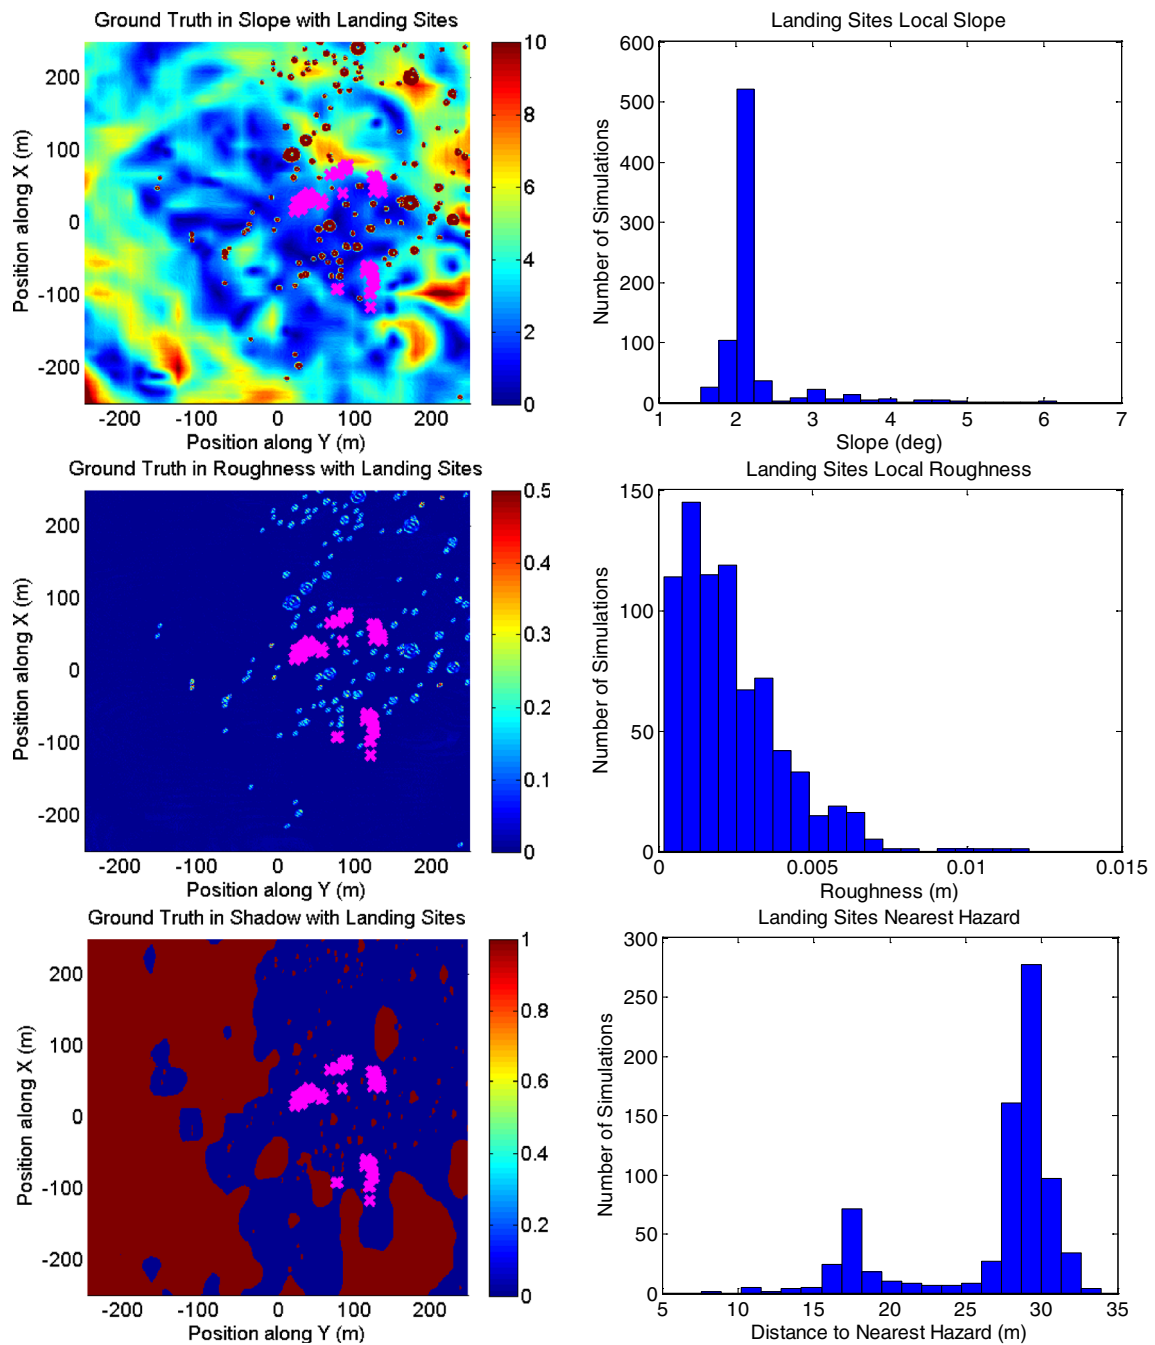 Ground Truth in Slope with Landing Sites
200
100
0
-100
-200
Position along X (m)
-200 -100 0 100 200
Position along Y (m)
10
8
6
4
2
0
Landing Sites Local Slope
600
500
400
300
200
100
0
Number of Simulations
1 2 3 4 5 6 7
Slope (deg)
Ground Truth in Roughness with Landing Sites
200
100
0
-100
-200
Position along X (m)
-200 -100 0 100 200
Position along Y (m)
0.5
0.4
0.3
0.2
0.1
0
Landing Sites Local Roughness
150
100
50
0
Number of Simulations
0 0.005 0.01 0.015
Roughness (m)
Ground Truth in Shadow with Landing Sites
200
100
0
-100
-200
Position along X (m)
-200 -100 0 100 200
Position along Y (m)
1
0.8
0.6
0.4
0.2
0
Landing Sites Nearest Hazard
300
250
200
150
100
50
0
Number of Simulations
5 10 15 20 25 30 35
Distance to Nearest Hazard (m)